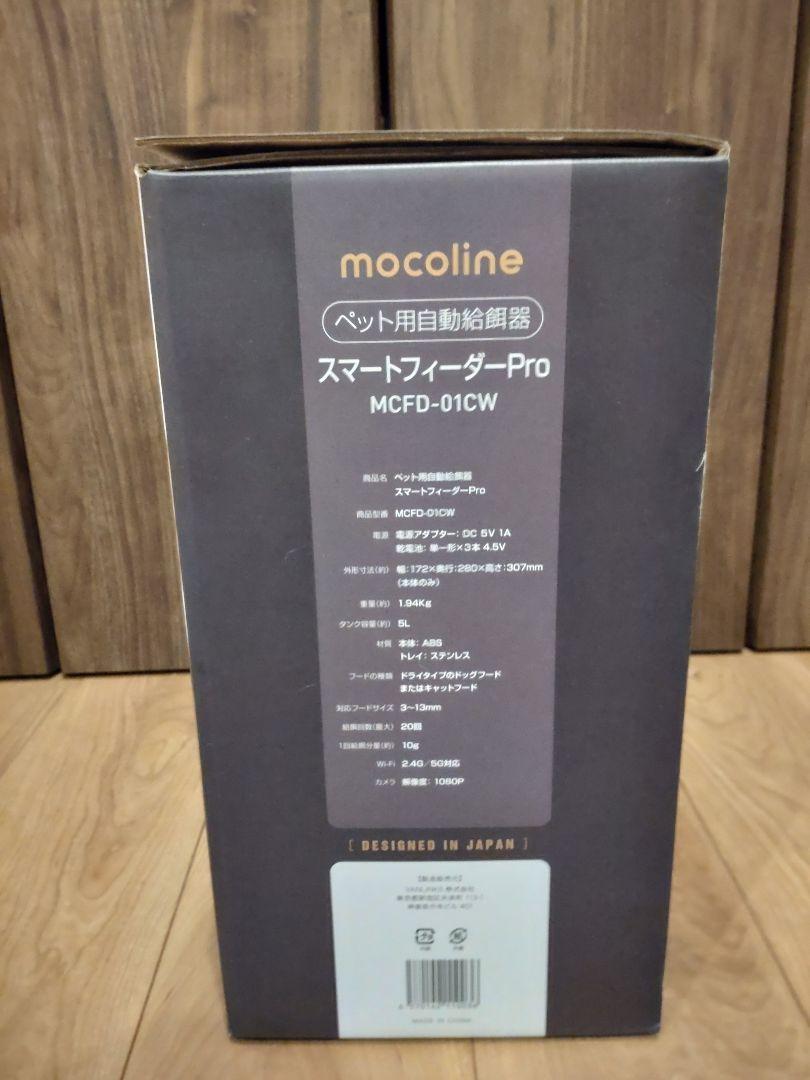 mocoline
ペット用自動給餌器
スマートフィーダーPro
MCFD-01CW
商品名 ペット用自動給餌器
スマートフィーダーPro
商品型番 MCFD-01CW
電源 電源アダプター: DC 5V 1A
乾電池: 単一形×3本 4.5V
外形寸法(約) 幅:172×奥行:280×高さ:307mm
(本体のみ)
重量(約) 1.94Kg
タンク容量(約) 5L
材質 本体: ABS
トレイ: ステンレス
フードの種類 ドライタイプのドッグフード
またはキャットフード
対応フードサイズ 3~13mm
給餌回数(最大) 20回
1回給餌分量(約) 10g
Wi-Fi 2.4G/5G対応
カメラ 解像度: 1080P
[ DESIGNED IN JAPAN ]
【製造販売元】
VANLINKS 株式会社
MADE IN CHINA